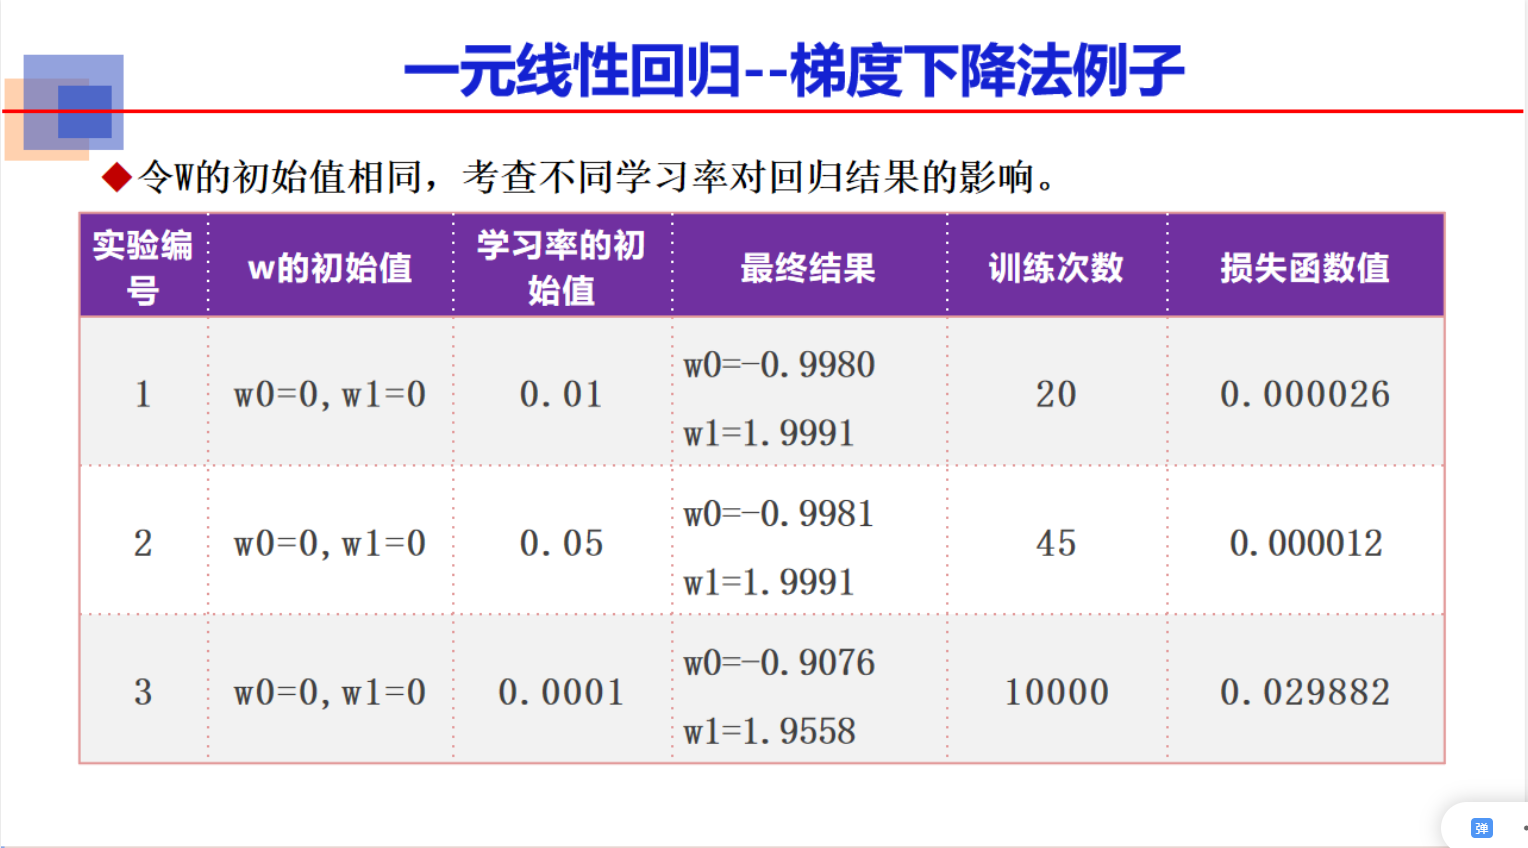 一元线性回归--梯度下降法例子
令W的初始值相同，考查不同学习率对回归结果的影响。
实验编号 w的初始值 学习率的初始值 最终结果 训练次数 损失函数值
1 w0=0,w1=0 0.01 w0=-0.9980 20 0.000026
w1=1.9991
2 w0=0,w1=0 0.05 w0=-0.9981 45 0.000012
w1=1.9991
3 w0=0,w1=0 0.0001 w0=-0.9076 10000 0.029882
w1=1.9558
弹